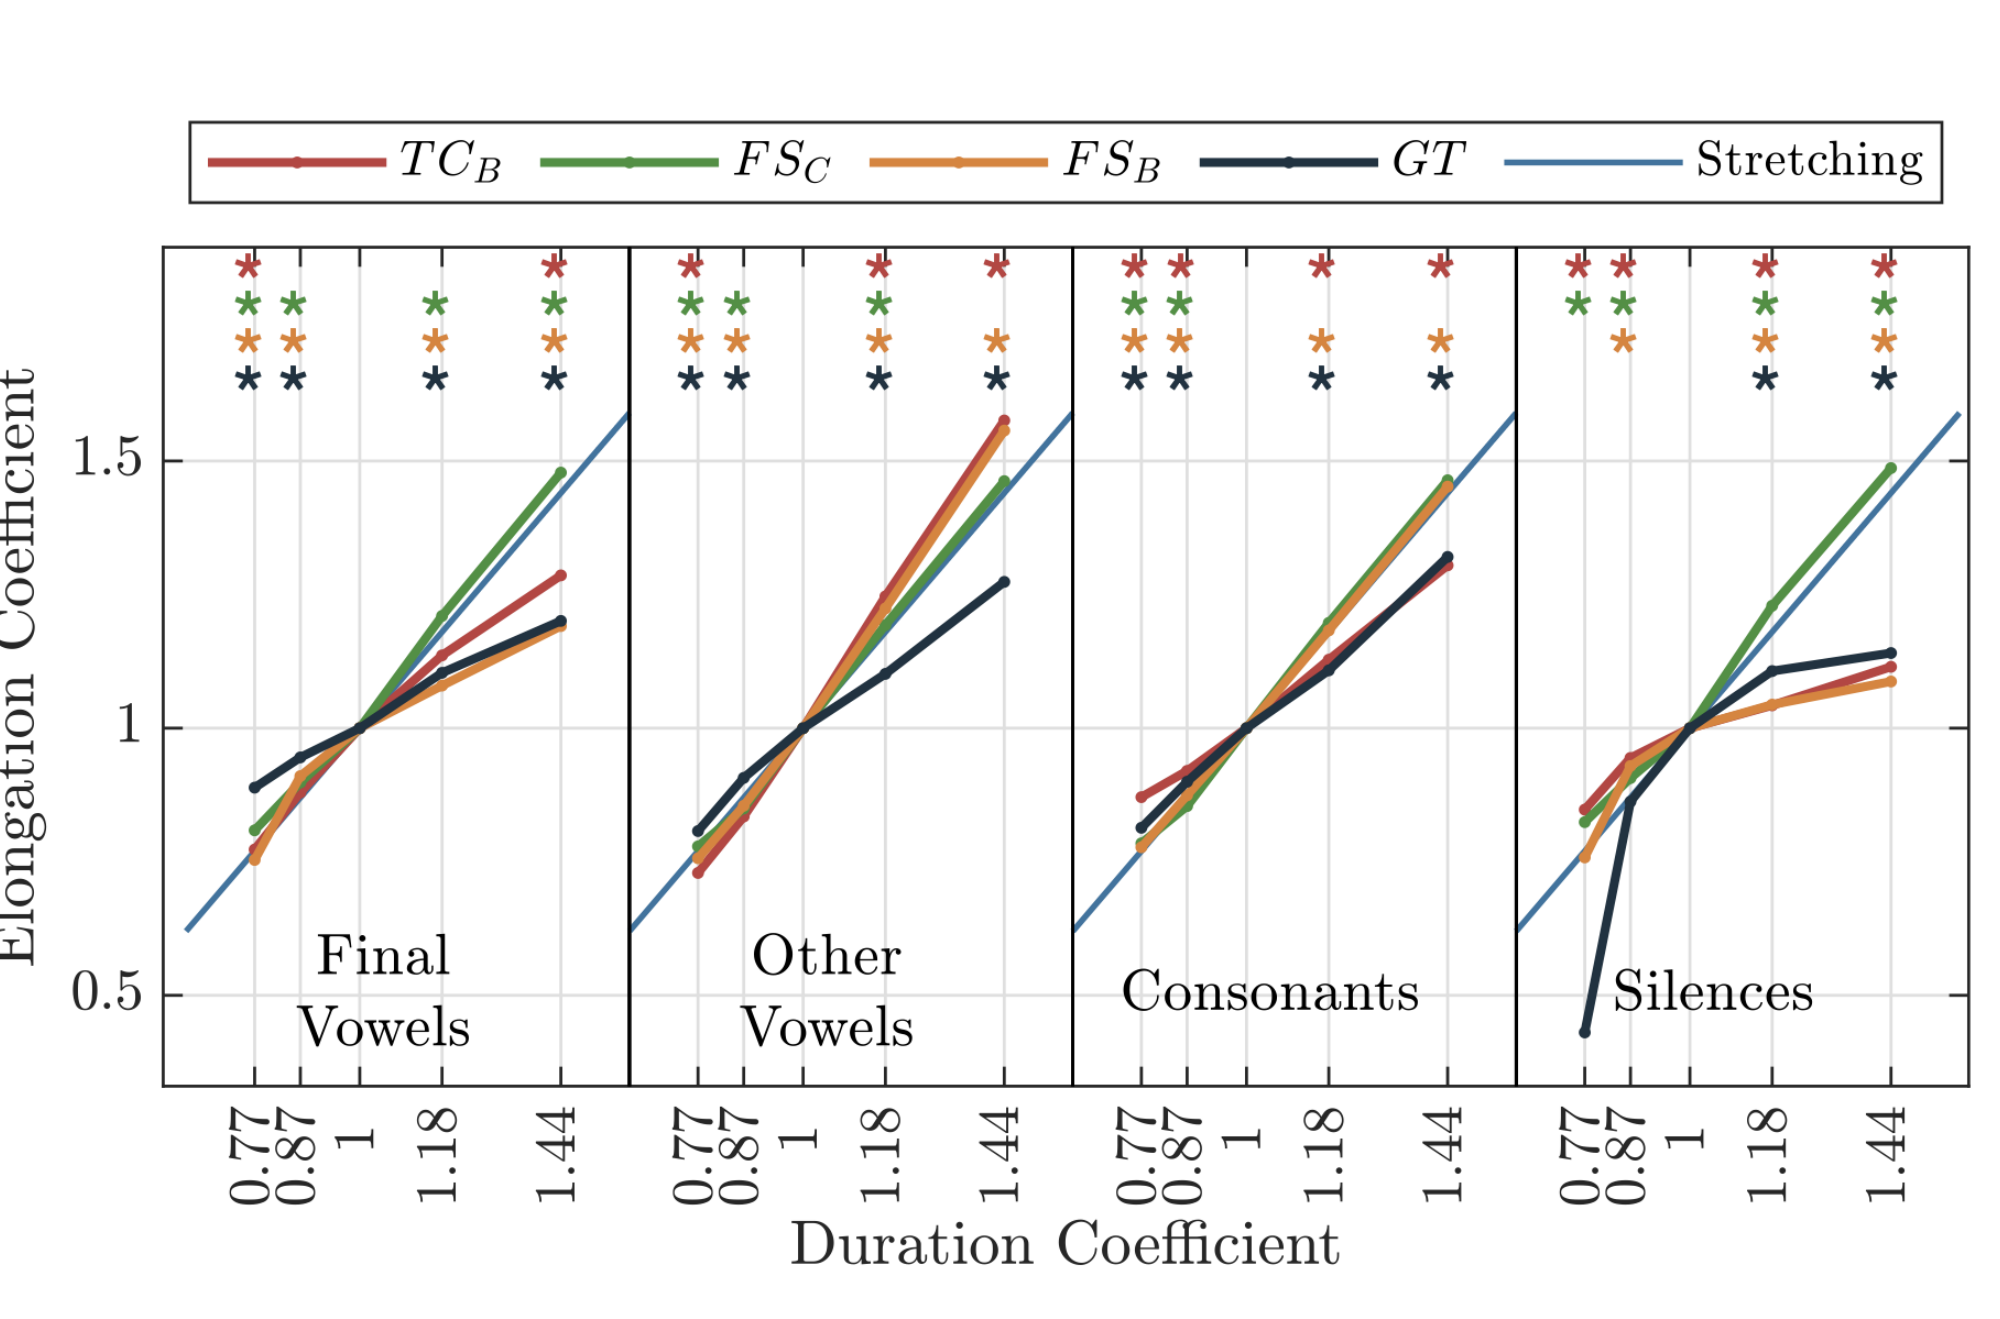 TC_B FS_C FS_B GT Stretching
* * * * * * * * * * * * *
* * * * * * * * * * * * *
* * * * * * * * * * * * * * *
* * * * * * * * * * * * * *
Elongation Coefficient
1.5
1
0.5
Final
Vowels
Other
Vowels
Consonants
Silences
0.77 0.87 1 1.18 1.44 0.77 0.87 1 1.18 1.44 0.77 0.87 1 1.18 1.44 0.77 0.87 1 1.18 1.44
Duration Coefficient